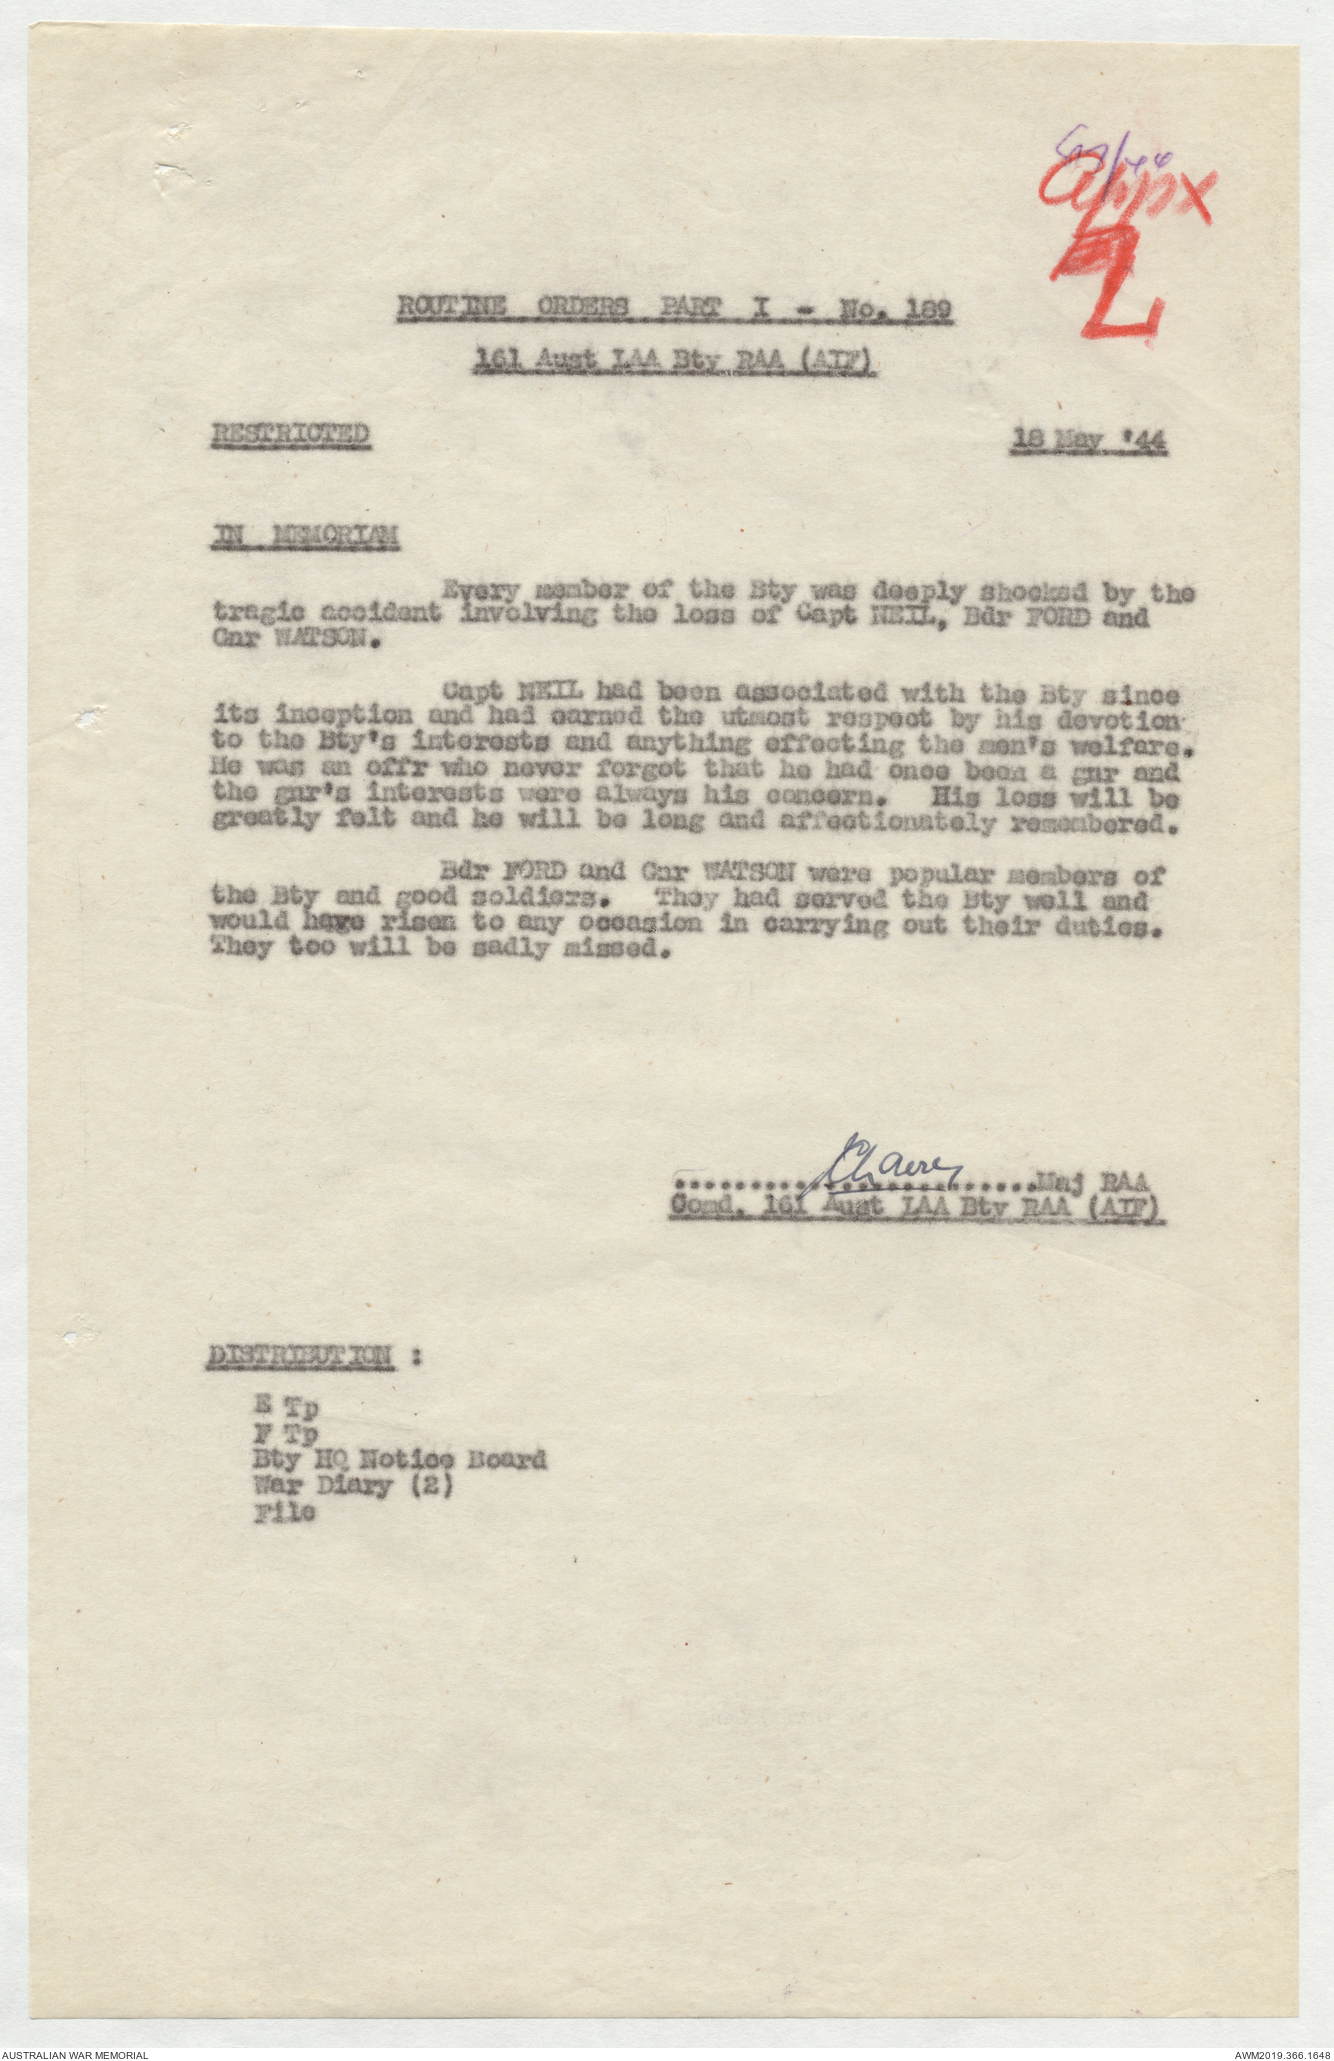 Appx
L
ROUTINE ORDERS PART I - No. 189
161 Aust LAA Bty RAA (AIF)
RESTRICTED
18 May '44
IN MEMORIAM
Every member of the Bty was deeply shocked by the
tragic accident involving the loss of Capt NEIL, Bdr FORD and
Gnr WATSON.
Capt NEIL had been associated with the Bty since
its inception and had earned the utmost respect by his devotion
to the Bty's interests and anything effecting the men's welfare.
He was an offr who never forgot that he had once been a gnr and
the gnr's interests were always his concern. His loss will be
greatly felt and he will be long and affectionately remembered.
Bdr FORD and Gnr WATSON were popular members of
the Bty and good soldiers. They had served the Bty well and
would have risen to any occasion in carrying out their duties.
They too will be sadly missed.
........................Maj RAA
Comd. 161 Aust LAA Bty RAA (AIF)
DISTRIBUTION :
E Tp
F Tp
Bty HQ Notice Board
War Diary (2)
File
AUSTRALIAN WAR MEMORIAL
AWM2019.366.1648